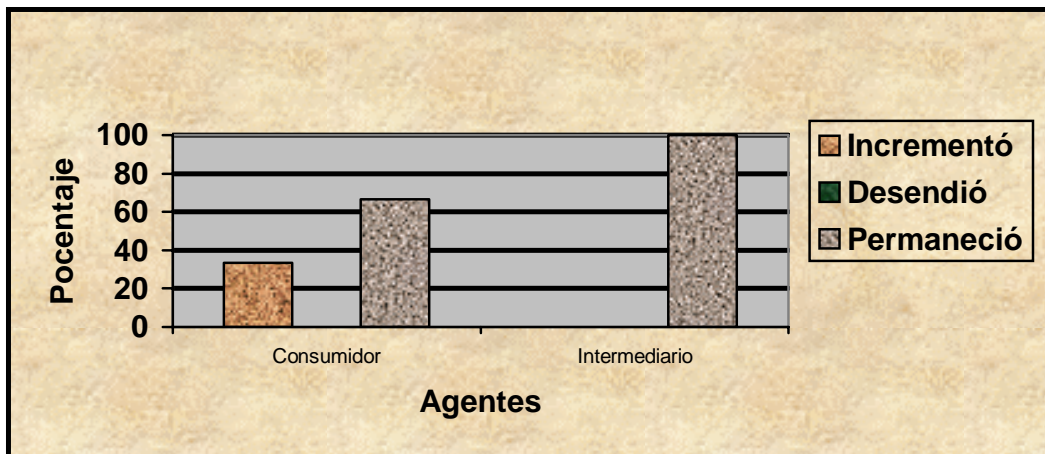 Pocentaje
100
80
60
40
20
0
Consumidor
Intermediario
Agentes
Incrementó
Desendió
Permaneció